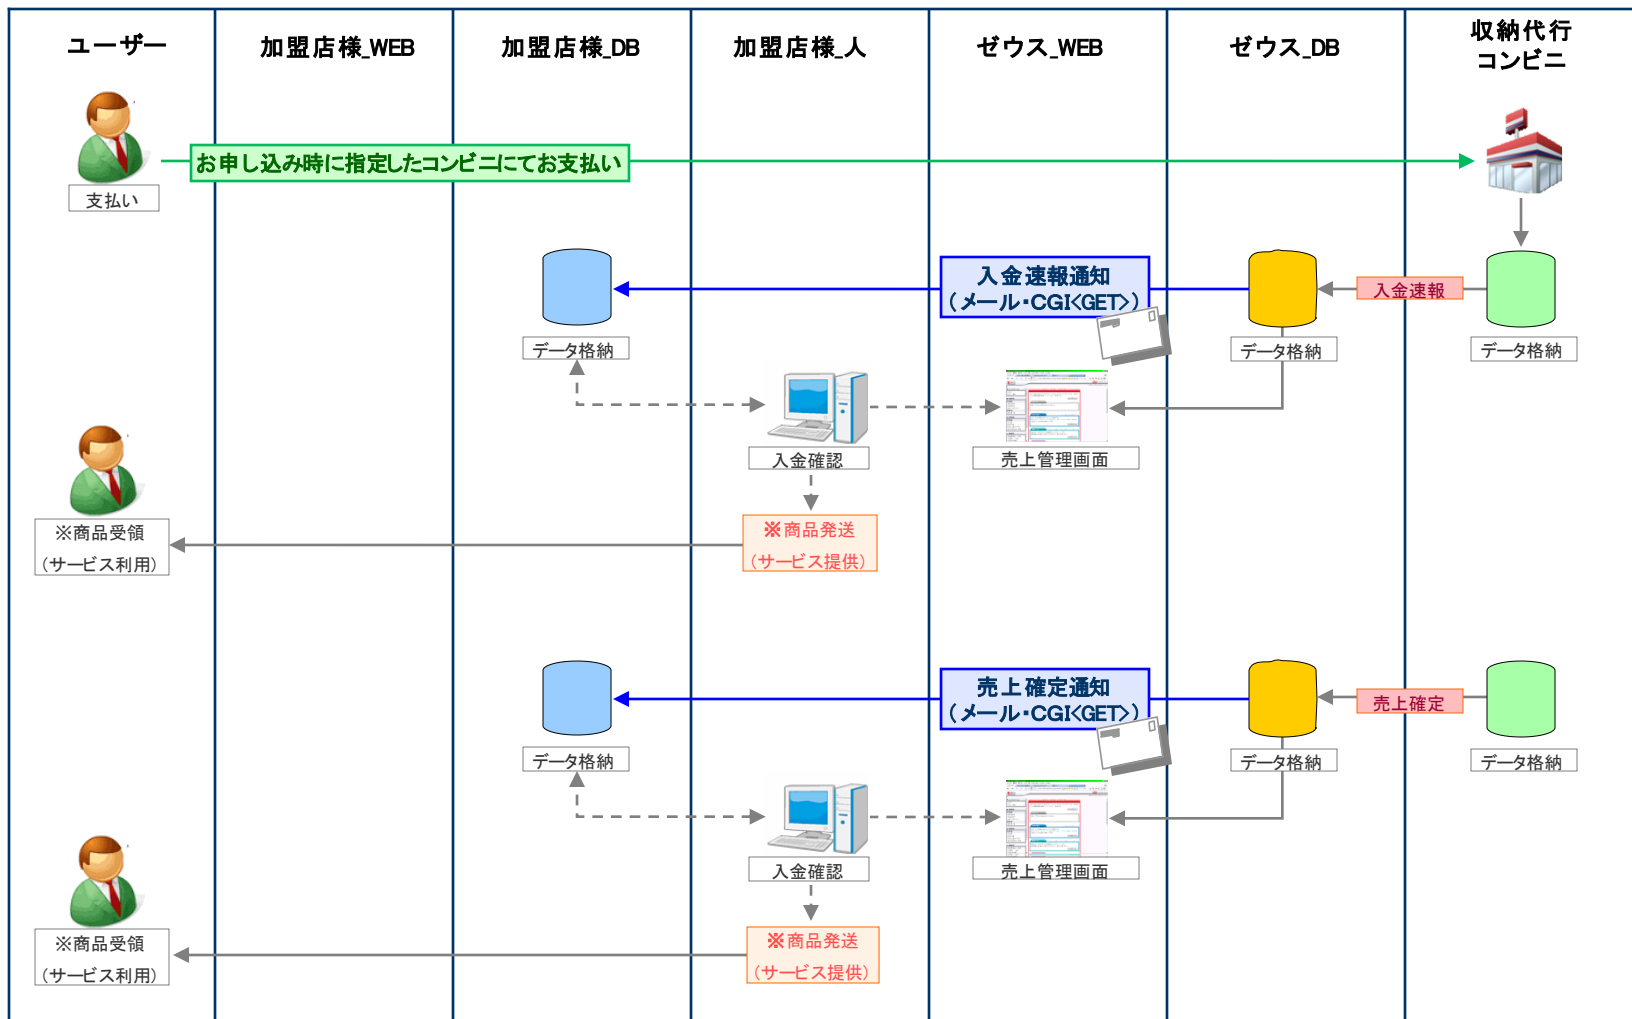 ユーザー
加盟店様_WEB
加盟店様_DB
加盟店様_人
ゼウス_WEB
ゼウス_DB
収納代行
コンビニ
お申し込み時に指定したコンビニにてお支払い
支払い
入金速報通知
（メール・CGI<GET>）
入金速報
データ格納
データ格納
データ格納
入金確認
売上管理画面
※商品発送
（サービス提供）
※商品受領
（サービス利用）
売上確定通知
（メール・CGI<GET>）
売上確定
データ格納
データ格納
データ格納
入金確認
売上管理画面
※商品発送
（サービス提供）
※商品受領
（サービス利用）